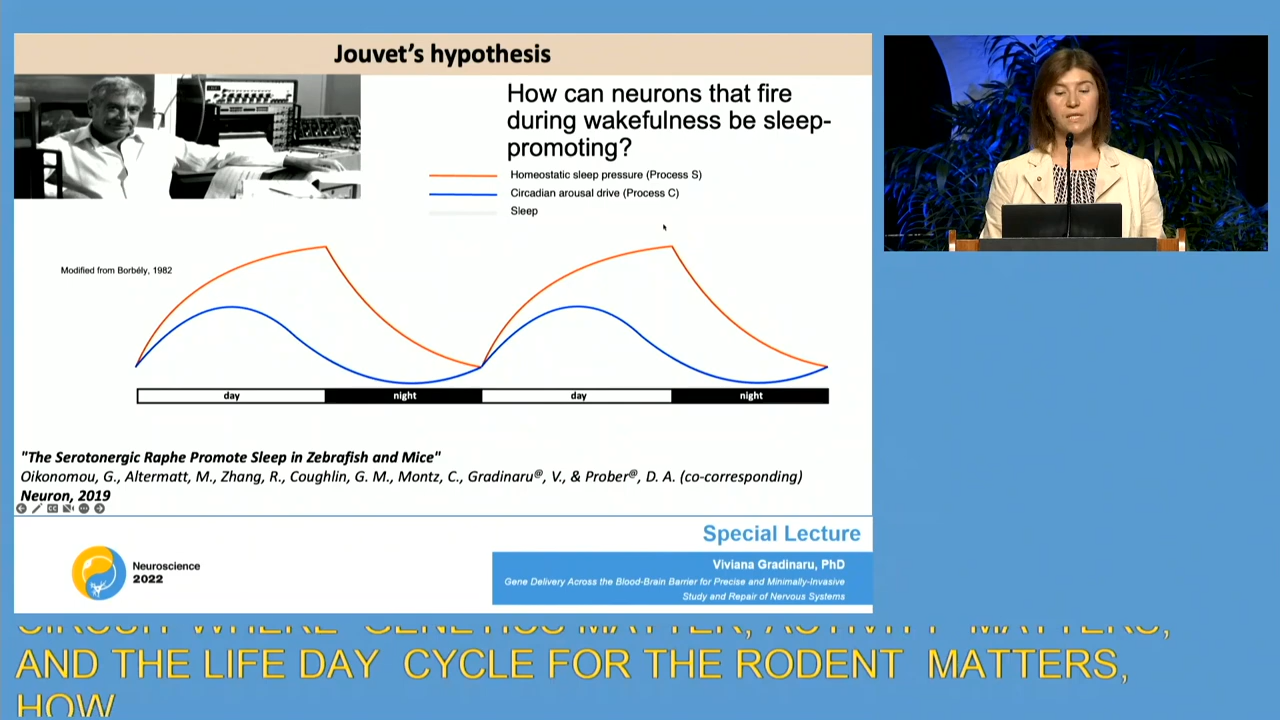 Jouvet's hypothesis
How can neurons that fire
during wakefulness be sleep-
promoting?
Homeostatic sleep pressure (Process S)
Circadian arousal drive (Process C)
Sleep
Modified from Borbély, 1982
day night day night
"The Serotonergic Raphe Promote Sleep in Zebrafish and Mice"
Oikonomou, G., Altermatt, M., Zhang, R., Coughlin, G. M., Montz, C., Gradinaru@, V., & Prober@, D. A. (co-corresponding)
Neuron, 2019
Special Lecture
Neuroscience
2022
Viviana Gradinaru, PhD
Gene Delivery Across the Blood-Brain Barrier for Precise and Minimally-Invasive
Study and Repair of Nervous Systems
CIRCUIT WHERE GENETICS MATTER, ACTIVITY MATTERS,
AND THE LIFE DAY CYCLE FOR THE RODENT MATTERS,
HOW